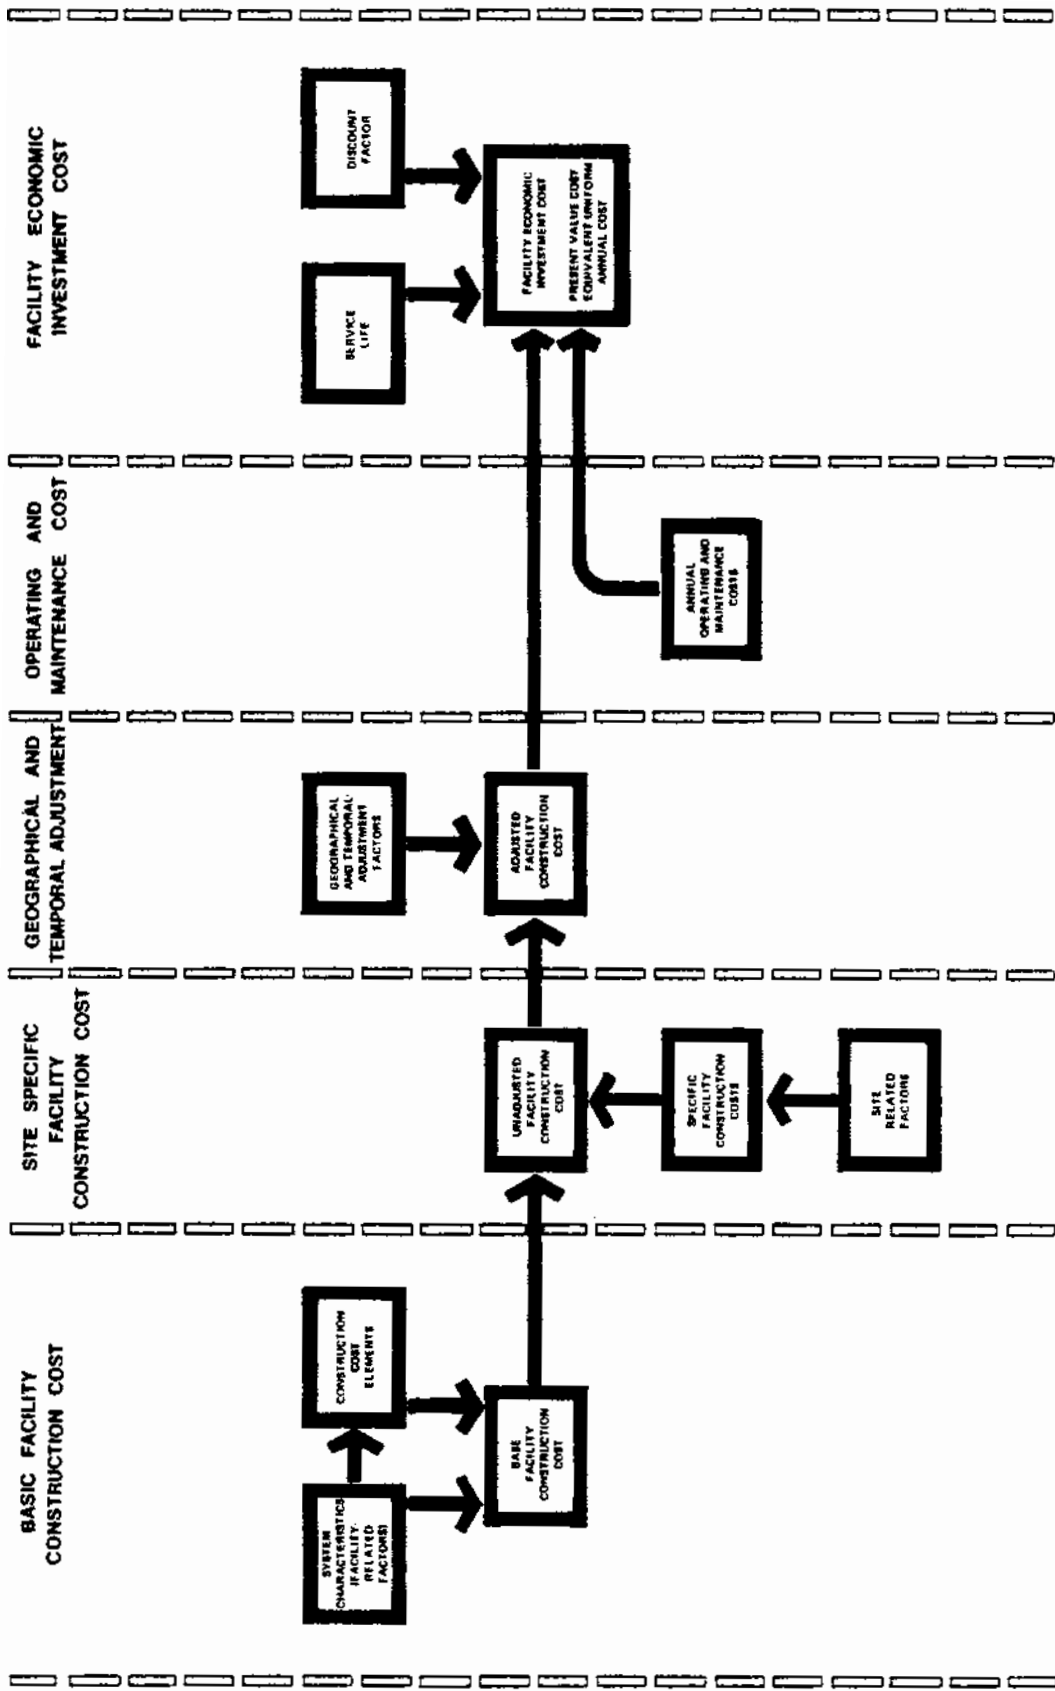 BASIC FACILITY
CONSTRUCTION COST
SITE SPECIFIC
FACILITY
CONSTRUCTION COST
GEOGRAPHICAL AND
TEMPORAL ADJUSTMENT
OPERATING AND
MAINTENANCE COST
FACILITY ECONOMIC
INVESTMENT COST
SYSTEM
CHARACTERISTICS
(FACILITY-
RELATED
FACTORS)
CONSTRUCTION
COST
ELEMENTS
GEOGRAPHICAL
AND TEMPORAL
ADJUSTMENT
FACTORS
SERVICE
LIFE
DISCOUNT
FACTOR
BASE
FACILITY
CONSTRUCTION
COST
UNADJUSTED
FACILITY
CONSTRUCTION
COST
ADJUSTED
FACILITY
CONSTRUCTION
COST
FACILITY ECONOMIC
INVESTMENT COST
PRESENT VALUE COST
EQUIVALENT UNIFORM
ANNUAL COST
SPECIFIC
FACILITY
CONSTRUCTION
COSTS
ANNUAL
OPERATING AND
MAINTENANCE
COSTS
SITE
RELATED
FACTORS